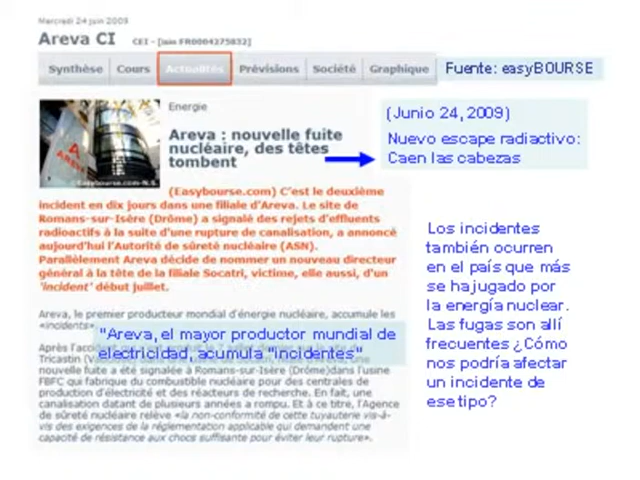 Mercredi 24 juin 2009
Areva CI CEI - [isin FR0004275832]
Synthèse Cours Actualités Prévisions Société Graphique
Fuente: easyBOURSE
Energie
Areva : nouvelle fuite
nucléaire, des têtes
tombent
AREVA
©Easybourse.com-N.S.
(Junio 24, 2009)
Nuevo escape radiactivo:
Caen las cabezas
(Easybourse.com) C'est le deuxième
incident en dix jours dans une filiale d'Areva. Le site de
Romans-sur-Isère (Drôme) a signalé des rejets d'effluents
radioactifs à la suite d'une rupture de canalisation, a annoncé
aujourd'hui l'Autorité de sûreté nucléaire (ASN).
Parallèlement Areva décide de nommer un nouveau directeur
général à la tête de la filiale Socatri, victime, elle aussi, d'un
'incident' début juillet.
Los incidentes
también ocurren
en el país que más
se ha jugado por
la energía nuclear.
Las fugas son allí
frecuentes ¿Cómo
nos podría afectar
un incidente de
ese tipo?
Areva, le premier producteur mondial d'énergie nucléaire, accumule les
«incidents»
"Areva, el mayor productor mundial de
electricidad, acumula "incidentes"
Après l'acc
Tricastin
nouvelle fuite a été signalée à Romans-sur-Isère (Drôme)dans l'usine
FBFC qui fabrique du combustible nucléaire pour des centrales de
production d'électricité et des réacteurs de recherche. En fait, une
canalisation datant de plusieurs années a rompu. Et à ce titre, l'Agence
de sûreté nucléaire relève «la non-conformité de cette tuyauterie vis-à-
vis des exigences de la réglementation applicable qui demandent une
capacité de résistance aux chocs suffisante pour éviter leur rupture».